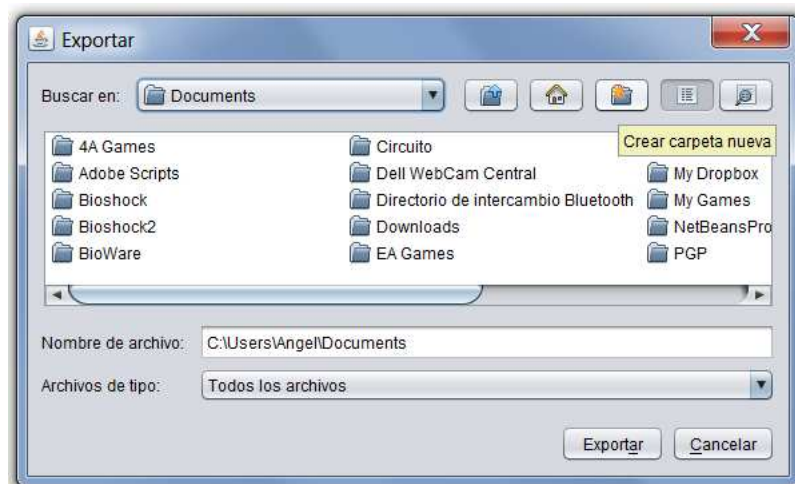 Exportar
Buscar en: Documents
Crear carpeta nueva
4A Games
Adobe Scripts
Bioshock
Bioshock2
BioWare
Circuito
Dell WebCam Central
Directorio de intercambio Bluetooth
Downloads
EA Games
My Dropbox
My Games
NetBeansPro
PGP
Nombre de archivo: C:\Users\Angel\Documents
Archivos de tipo: Todos los archivos
Exportar Cancelar